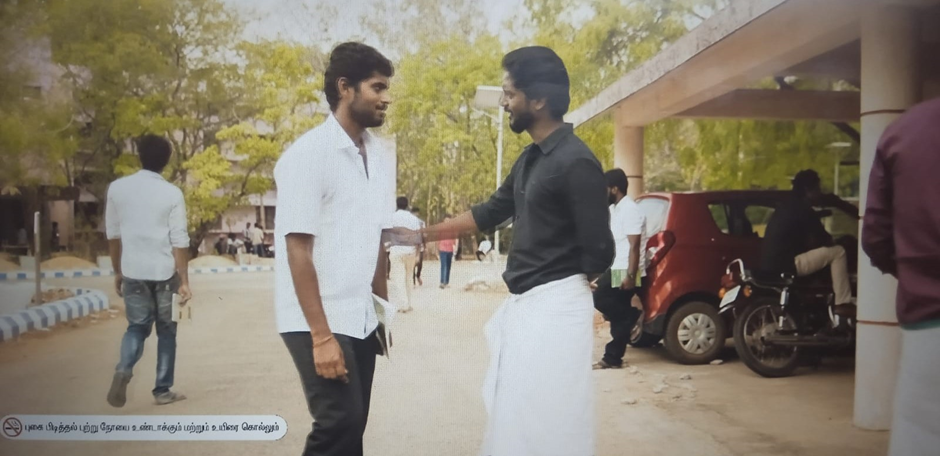 புகை பிடித்தல் புற்று நோயை உண்டாக்கும் மற்றும் உயிரை கொல்லும்